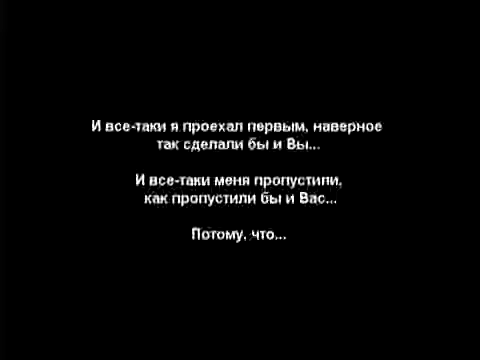 И все-таки я проехал первым, наверное
так сделали бы и Вы...
И все-таки меня пропустили,
как пропустили бы и Вас...
Потому, что...